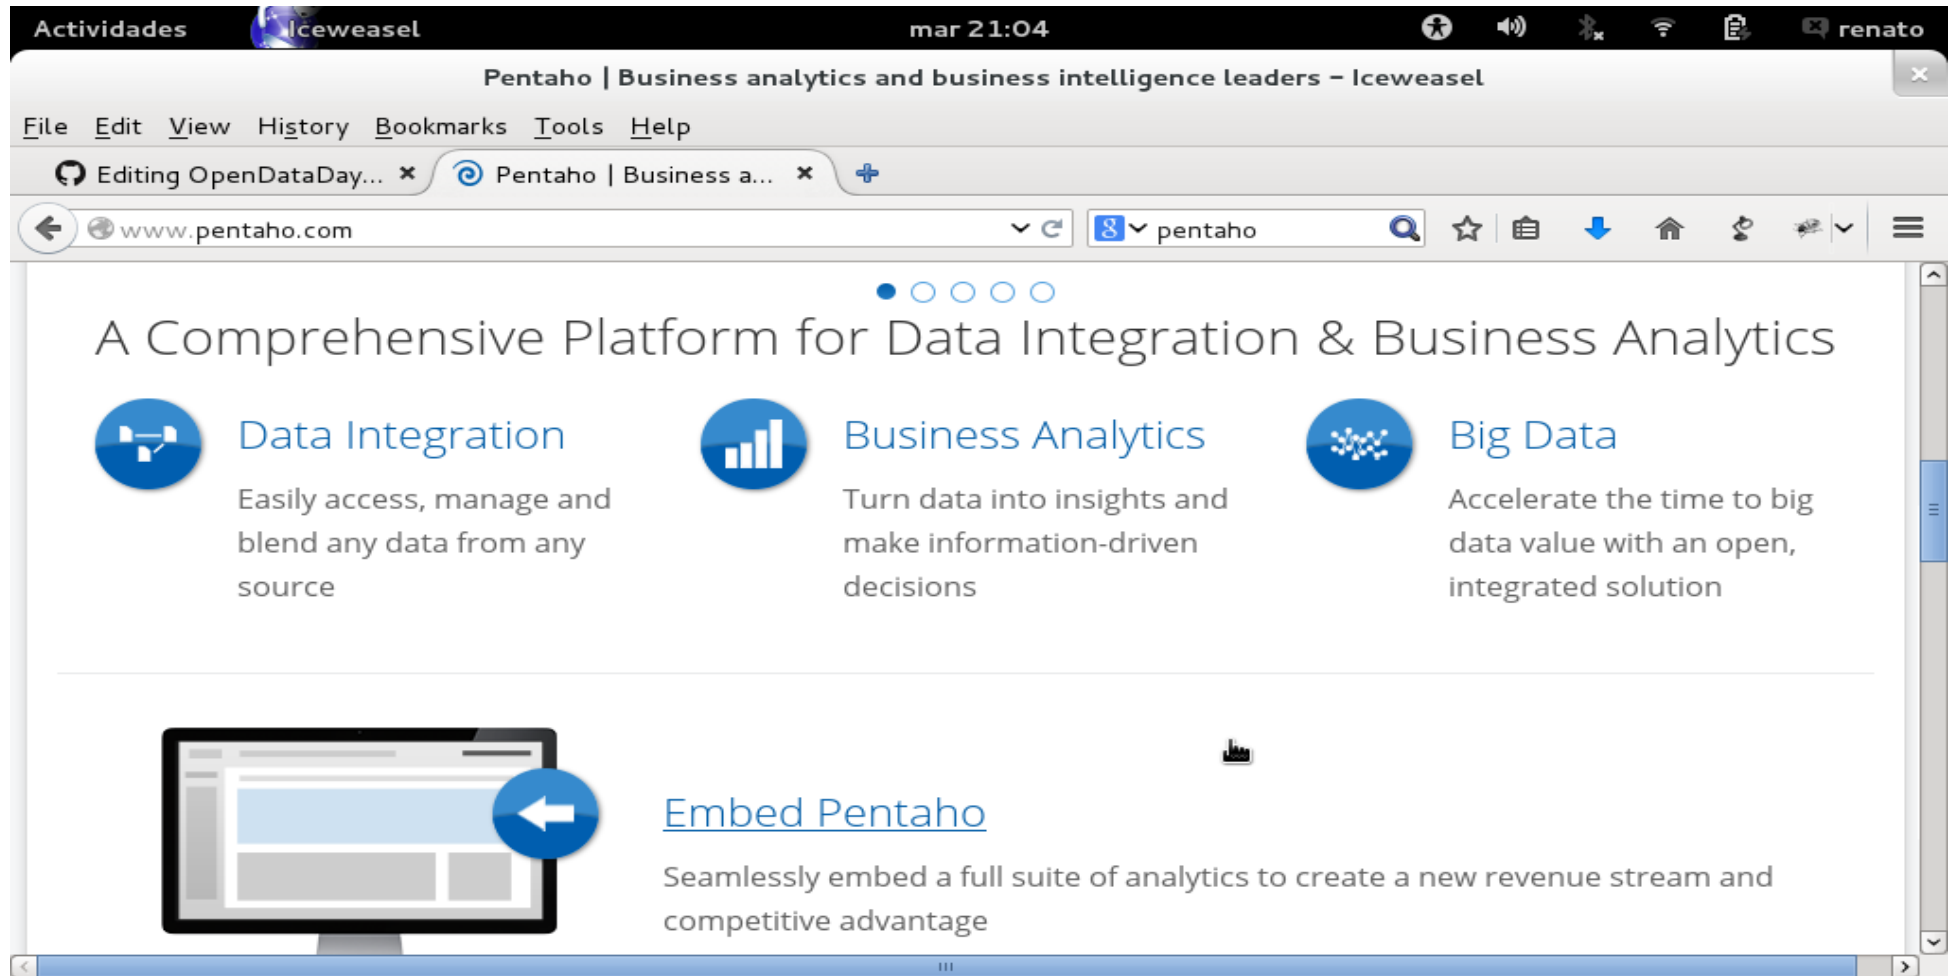 Actividades Iceweasel mar 21:04 renato
Pentaho | Business analytics and business intelligence leaders – Iceweasel
File Edit View History Bookmarks Tools Help
Editing OpenDataDay... Pentaho | Business a...
www.pentaho.com pentaho
A Comprehensive Platform for Data Integration & Business Analytics
Data Integration
Easily access, manage and
blend any data from any
source
Business Analytics
Turn data into insights and
make information-driven
decisions
Big Data
Accelerate the time to big
data value with an open,
integrated solution
Embed Pentaho
Seamlessly embed a full suite of analytics to create a new revenue stream and
competitive advantage